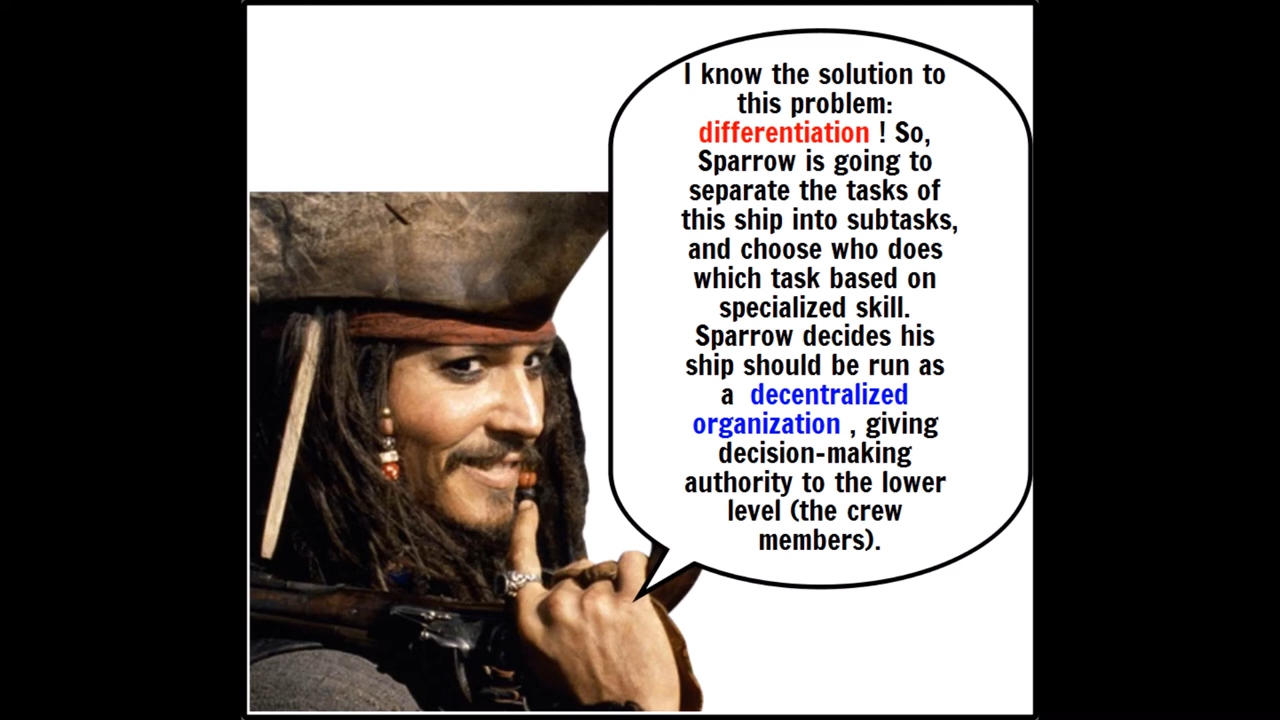 I know the solution to
this problem:
differentiation ! So,
Sparrow is going to
separate the tasks of
this ship into subtasks,
and choose who does
which task based on
specialized skill.
Sparrow decides his
ship should be run as
a decentralized
organization , giving
decision-making
authority to the lower
level (the crew
members).